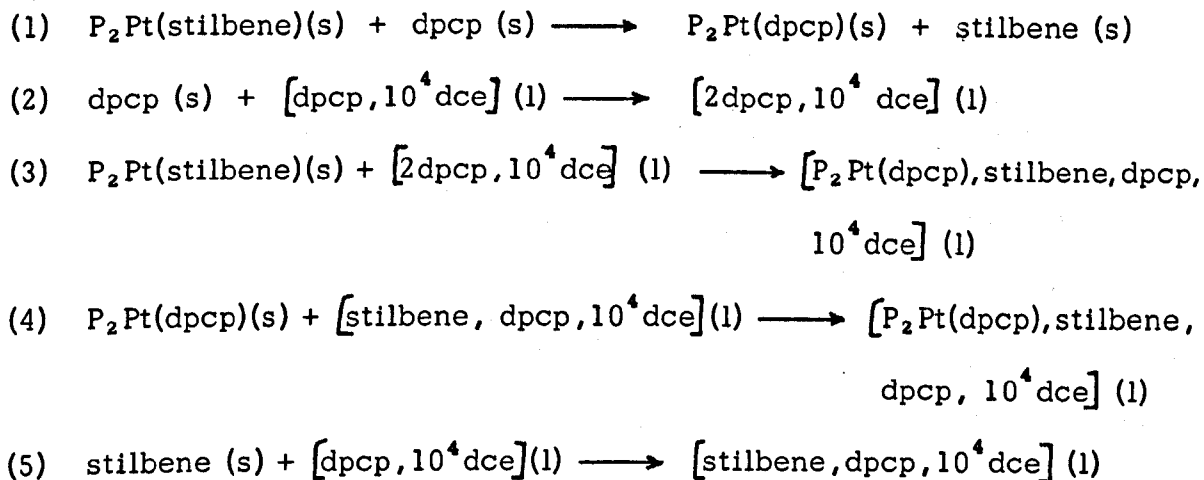 (1) P₂Pt(stilbene)(s) + dpcp (s) ⟶ P₂Pt(dpcp)(s) + stilbene (s)
(2) dpcp (s) + [dpcp, 10⁴ dce] (l) ⟶ [2dpcp, 10⁴ dce] (l)
(3) P₂Pt(stilbene)(s) + [2dpcp, 10⁴dce] (l) ⟶ [P₂Pt(dpcp), stilbene, dpcp,
10⁴dce] (l)
(4) P₂Pt(dpcp)(s) + [stilbene, dpcp, 10⁴dce](l) ⟶ [P₂Pt(dpcp), stilbene,
dpcp, 10⁴dce] (l)
(5) stilbene (s) + [dpcp, 10⁴dce](l) ⟶ [stilbene, dpcp, 10⁴dce] (l)